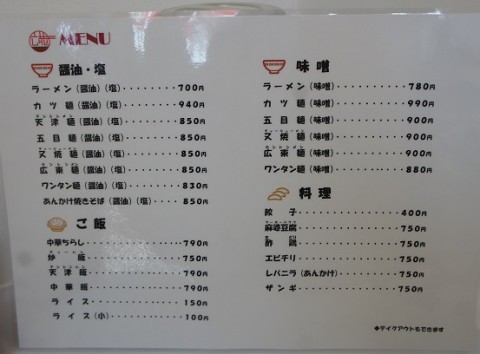 MENU
醤油・塩
ラーメン(醤油)(塩)・・・・・・・700円
カツ麺(醤油)(塩)・・・・・・・940円
天津麺(醤油)(塩)・・・・・・・850円
五目麺(醤油)(塩)・・・・・・・850円
叉焼麺(醤油)(塩)・・・・・・・850円
広東麺(醤油)(塩)・・・・・・・850円
ワンタン麺(醤油)(塩)・・・・・・830円
あんかけ焼きそば(醤油)(塩)・・・850円
ご飯
中華ちらし・・・・・・・・・・790円
炒飯・・・・・・・・・・750円
天津飯・・・・・・・・・・790円
中華飯・・・・・・・・・・790円
ライス・・・・・・・・・・150円
ライス(小)・・・・・・・・・100円
味噌
ラーメン(味噌)・・・・・・・・780円
カツ麺(味噌)・・・・・・・・990円
五目麺(味噌)・・・・・・・・900円
叉焼麺(味噌)・・・・・・・・900円
広東麺(味噌)・・・・・・・・900円
ワンタン麺(味噌)・・・・・・・880円
料理
餃子・・・・・・・・・・400円
麻婆豆腐・・・・・・・・・・750円
酢豚・・・・・・・・・・750円
エビチリ・・・・・・・・・・750円
レバニラ(あんかけ)・・・・・・750円
ザンギ・・・・・・・・・・750円
◆テイクアウトもできます